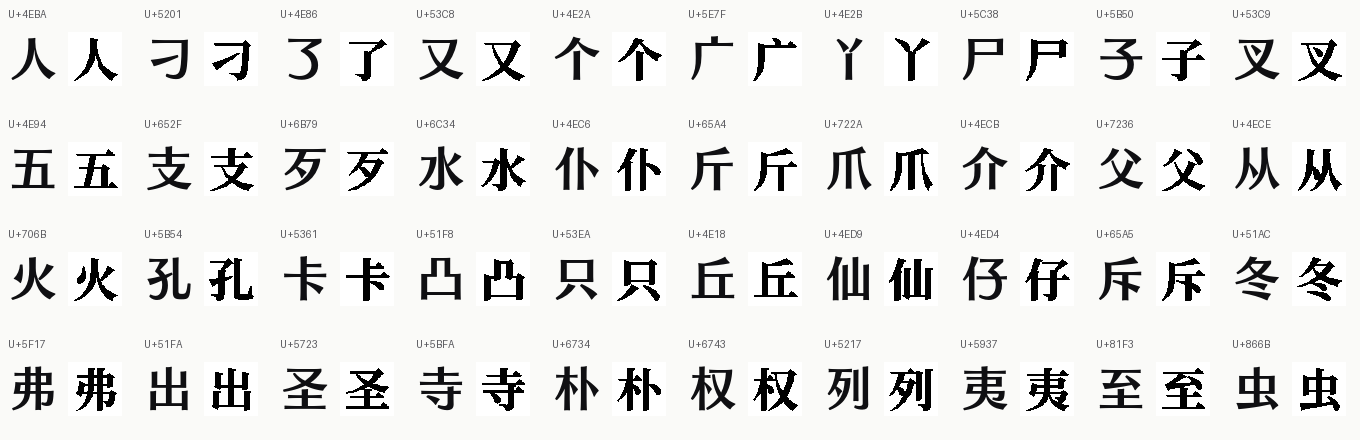 U+4EBA U+5201 U+4E86 U+53C8 U+4E2A U+5E7F U+4E2B U+5C38 U+5B50 U+53C9
人 人 刁 刁 了 了 又 又 个 个 广 广 丫 丫 尸 尸 子 子 叉 叉
U+4E94 U+652F U+6B79 U+6C34 U+4EC6 U+65A4 U+722A U+4ECB U+7236 U+4ECE
五 五 支 支 歹 歹 水 水 仆 仆 斤 斤 爪 爪 介 介 父 父 从 从
U+706B U+5B54 U+5361 U+51F8 U+53EA U+4E18 U+4ED9 U+4ED4 U+65A5 U+51AC
火 火 孔 孔 卡 卡 凸 凸 只 只 丘 丘 仙 仙 仔 仔 斥 斥 冬 冬
U+5F17 U+51FA U+5723 U+5BFA U+6734 U+6743 U+5217 U+5937 U+81F3 U+866B
弗 弗 出 出 圣 圣 寺 寺 朴 朴 权 权 列 列 夷 夷 至 至 虫 虫